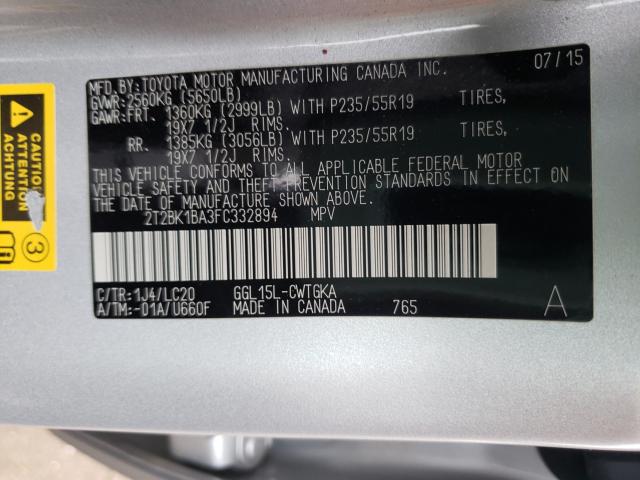 MFD.BY:TOYOTA MOTOR MANUFACTURING CANADA INC. 07/15
GVWR:2560KG (5650LB)
GAWR:FRT. 1360KG (2999LB) WITH P235/55R19 TIRES,
19X7 1/2J RIMS.
RR. 1385KG (3056LB) WITH P235/55R19 TIRES,
19X7 1/2J RIMS.
THIS VEHICLE CONFORMS TO ALL APPLICABLE FEDERAL MOTOR
VEHICLE SAFETY AND THEFT PREVENTION STANDARDS IN EFFECT ON
THE DATE OF MANUFACTURE SHOWN ABOVE.
2T2BK1BA3FC332894 MPV
C/TR:1J4/LC20 GGL15L-CWTGKA
A/TM:-01A/U660F MADE IN CANADA 765 A
CAUTION
ATTENTION
ACHTUNG
3